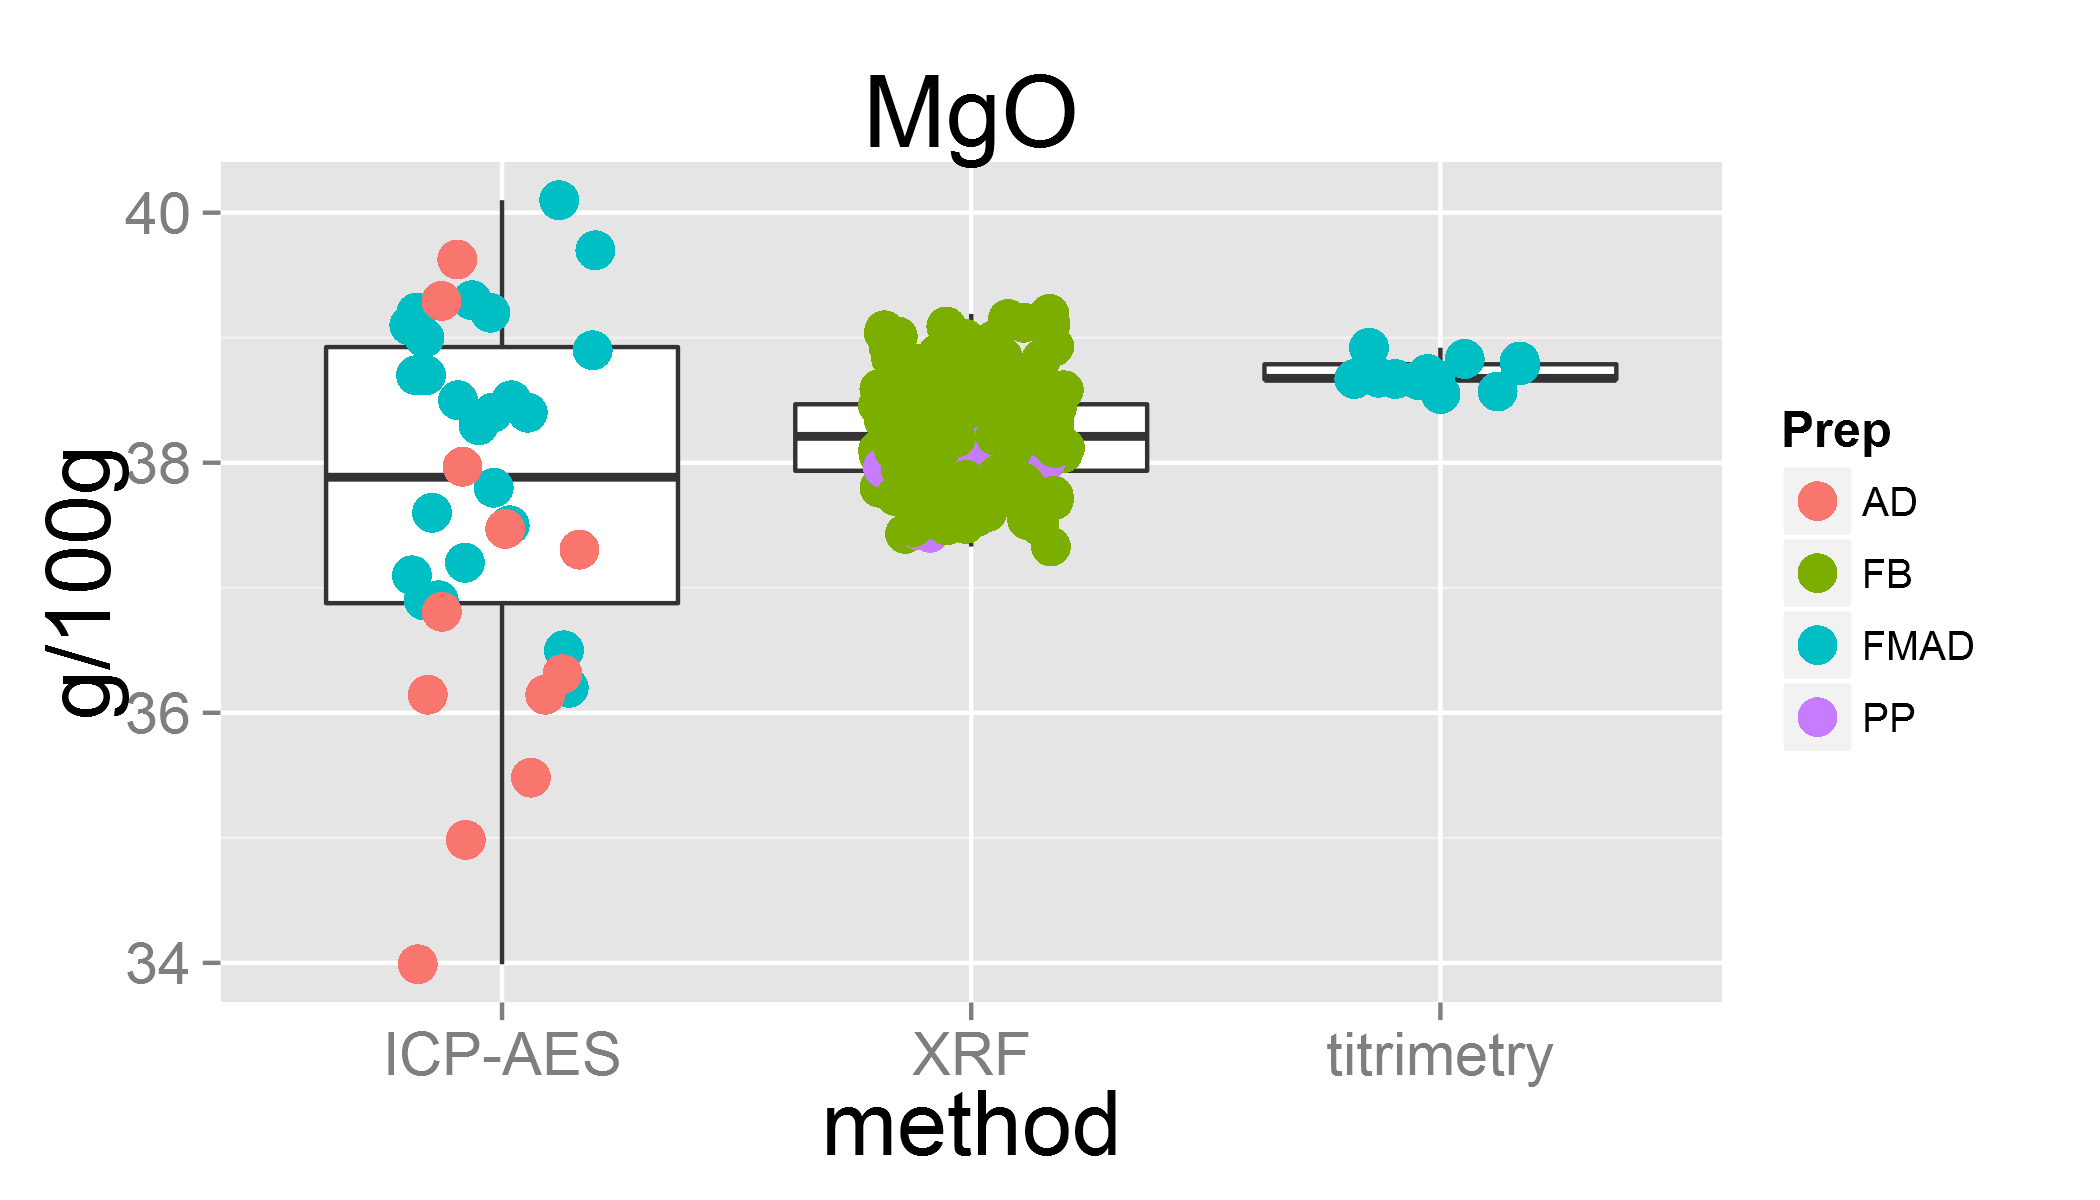 MgO
g/100g
40
38
36
34
ICP-AES XRF titrimetry
method
Prep
AD
FB
FMAD
PP